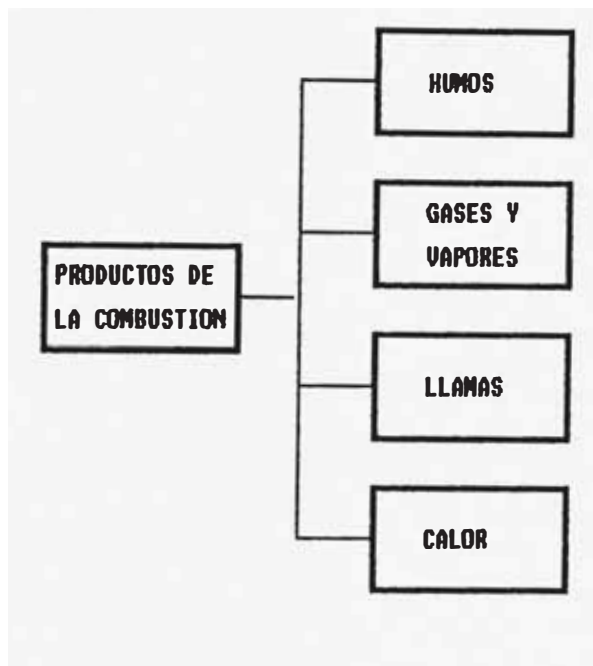 HUMOS
GASES Y
VAPORES
PRODUCTOS DE
LA COMBUSTION
LLAMAS
CALOR